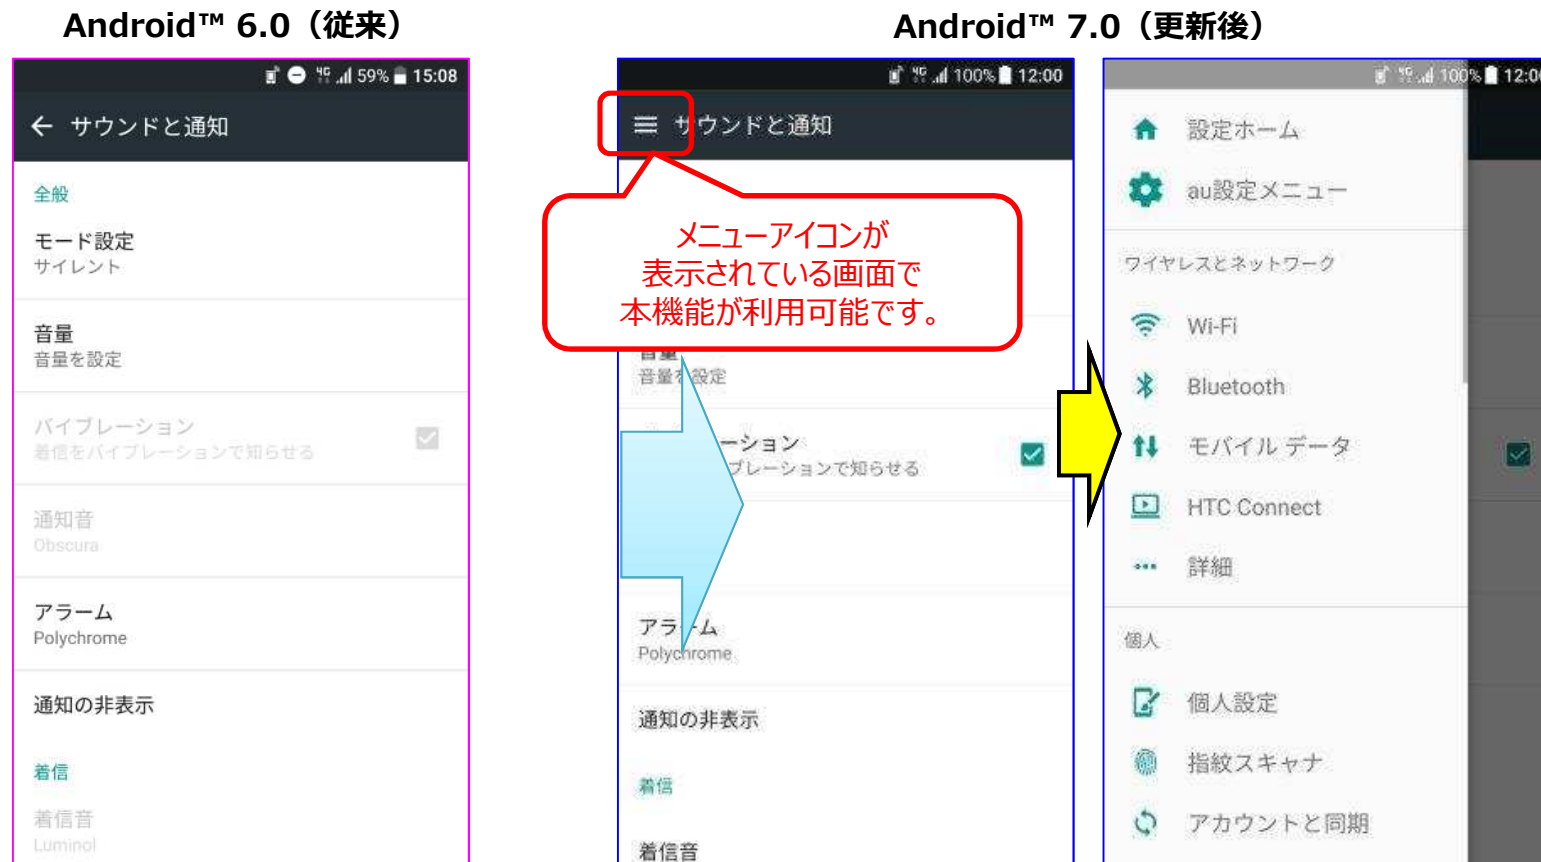 Android™ 6.0（従来）
Android™ 7.0（更新後）
59% 15:08
サウンドと通知
全般
モード設定
サイレント
音量
音量を設定
バイブレーション
着信をバイブレーションで知らせる
通知音
Obscura
アラーム
Polychrome
通知の非表示
着信
着信音
Luminol
4G 100% 12:00
サウンドと通知
メニューアイコンが
表示されている画面で
本機能が利用可能です。
音量
音量を設定
ーション
ブレーションで知らせる
アラーム
Polychrome
通知の非表示
着信
着信音
100% 12:00
設定ホーム
au設定メニュー
ワイヤレスとネットワーク
Wi-Fi
Bluetooth
モバイル データ
HTC Connect
詳細
個人
個人設定
指紋スキャナ
アカウントと同期